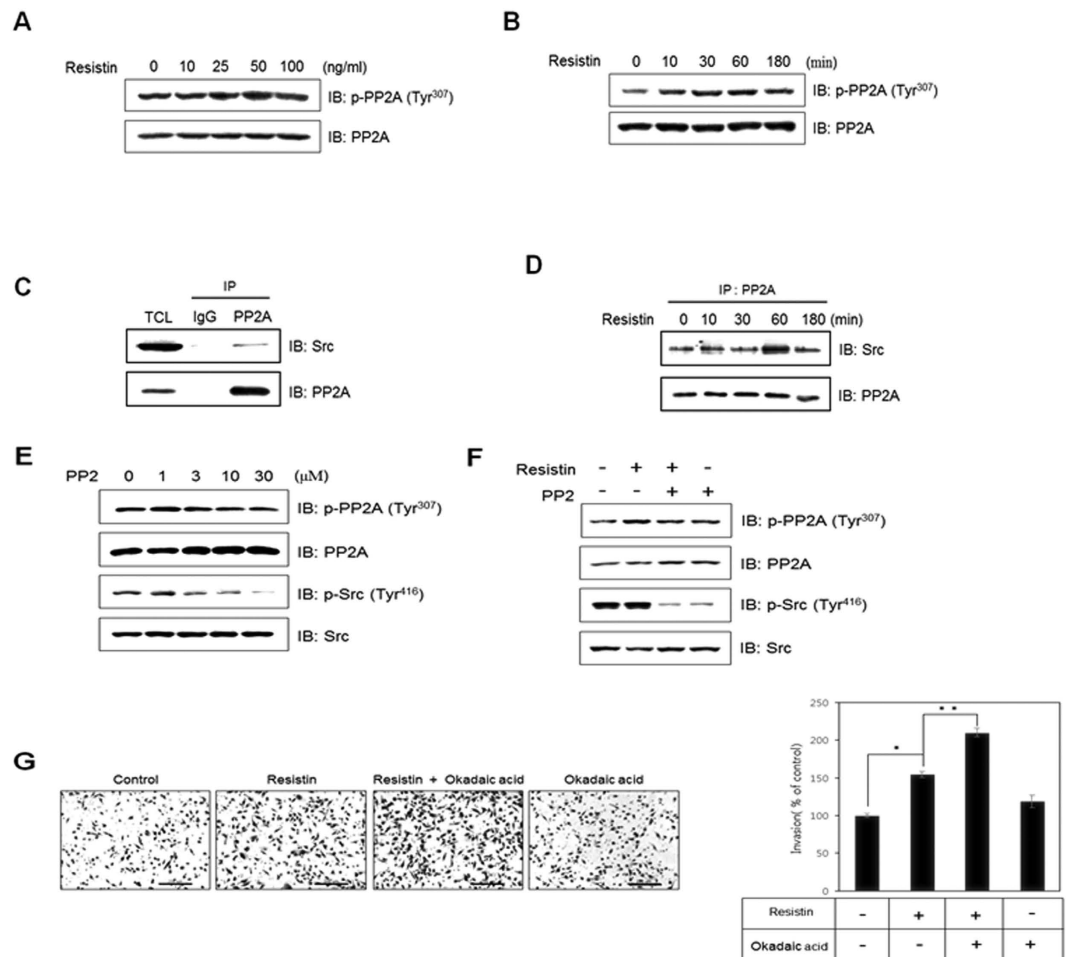 A
Resistin 0 10 25 50 100 (ng/ml)
IB: p-PP2A (Tyr307)
IB: PP2A
B
Resistin 0 10 30 60 180 (min)
IB: p-PP2A (Tyr307)
IB: PP2A
C
IP
TCL IgG PP2A
IB: Src
IB: PP2A
D
IP : PP2A
Resistin 0 10 30 60 180 (min)
IB: Src
IB: PP2A
E
PP2 0 1 3 10 30 (μM)
IB: p-PP2A (Tyr307)
IB: PP2A
IB: p-Src (Tyr416)
IB: Src
F
Resistin - + + -
PP2 - - + +
IB: p-PP2A (Tyr307)
IB: PP2A
IB: p-Src (Tyr416)
IB: Src
G
Control Resistin Resistin + Okadaic acid Okadaic acid
Invasion( % of control)
250
200
150
100
50
0
*
* *
Resistin - + + -
Okadaic acid - - + +